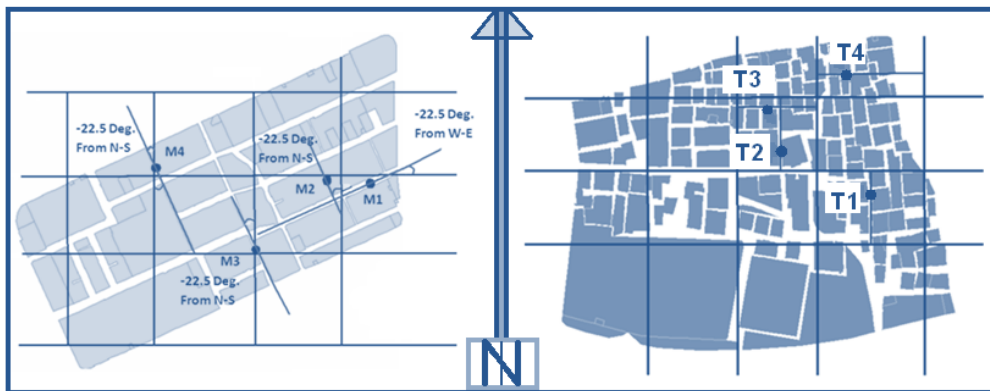 -22.5 Deg.
From N-S
M4
-22.5 Deg.
From N-S
M2
-22.5 Deg.
From W-E
M1
M3
-22.5 Deg.
From N-S
N
T4
T3
T2
T1